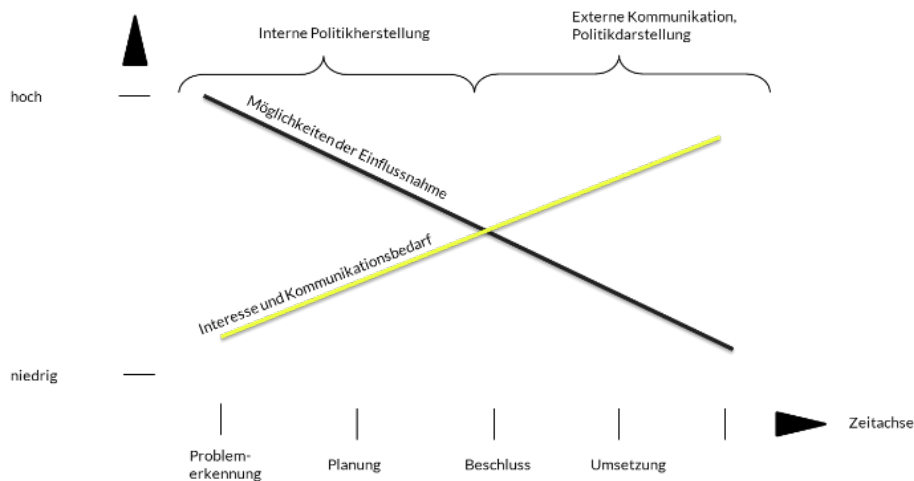 Interne Politikherstellung
Externe Kommunikation,
Politikdarstellung
hoch
Möglichkeiten der Einflussnahme
Interesse und Kommunikationsbedarf
niedrig
Zeitachse
Problem-
erkennung
Planung
Beschluss
Umsetzung